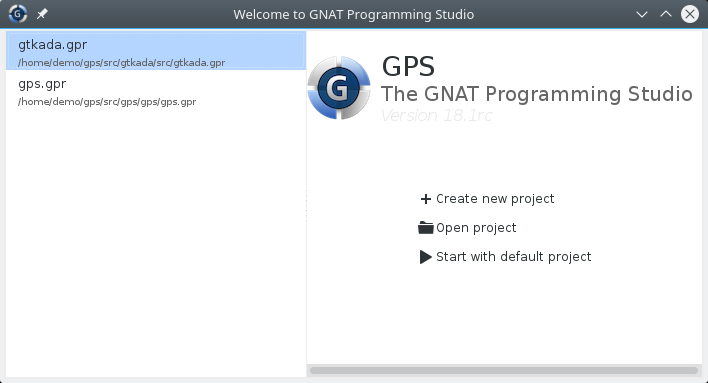 Welcome to GNAT Programming Studio
gtkada.gpr
/home/demo/gps/src/gtkada/src/gtkada.gpr
gps.gpr
/home/demo/gps/src/gps/gps/gps.gpr
G
GPS
The GNAT Programming Studio
Version 18.1rc
Create new project
Open project
Start with default project